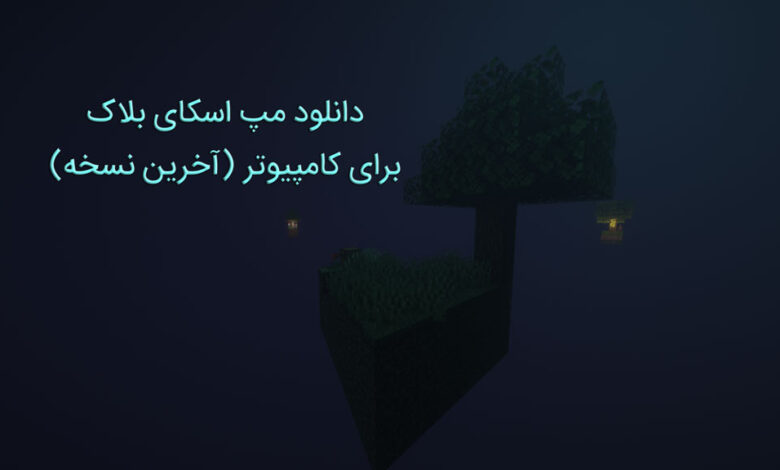 دانلود مپ اسکای بلاک
برای کامپیوتر (آخرین نسخه)